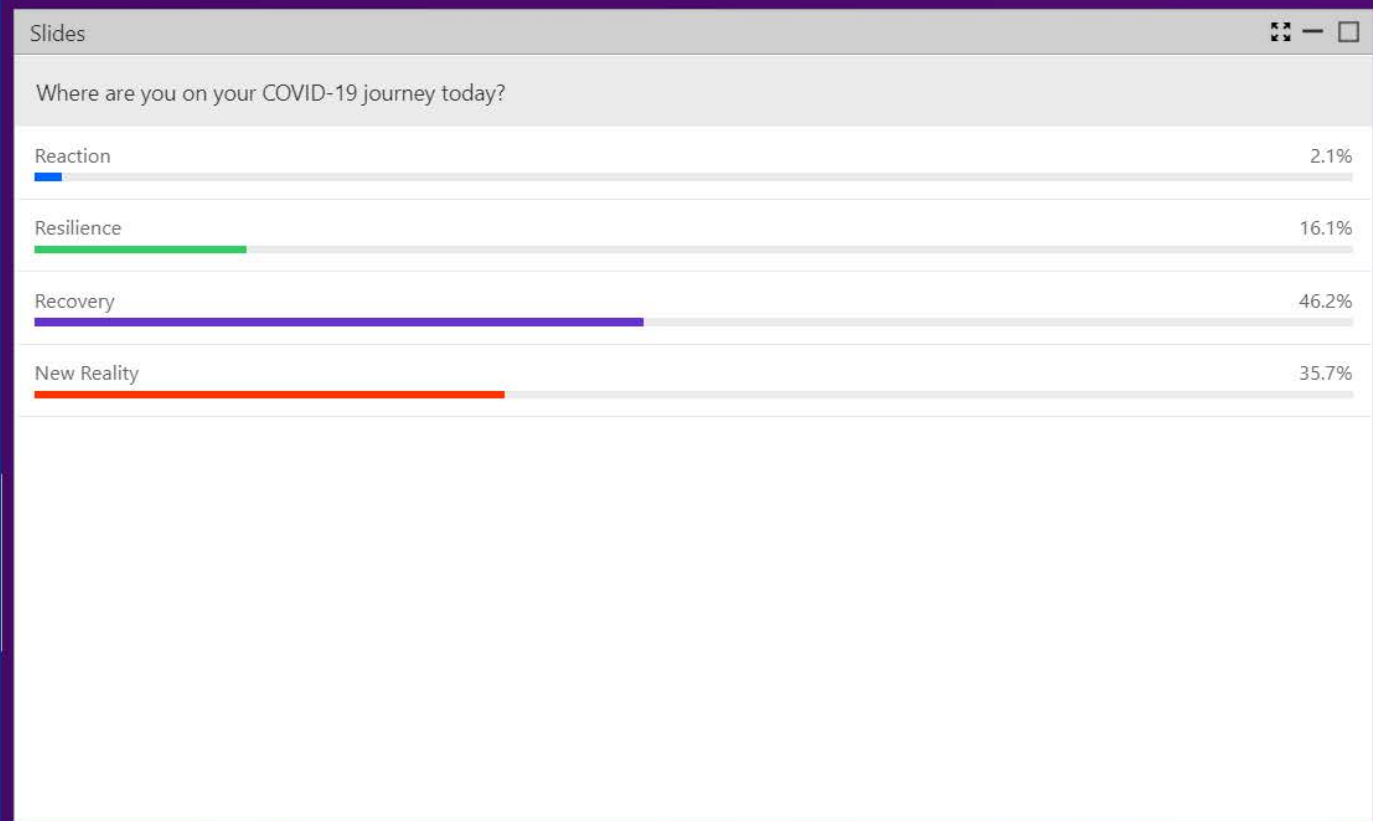 Slides
Where are you on your COVID-19 journey today?
Reaction 2.1%
Resilience 16.1%
Recovery 46.2%
New Reality 35.7%